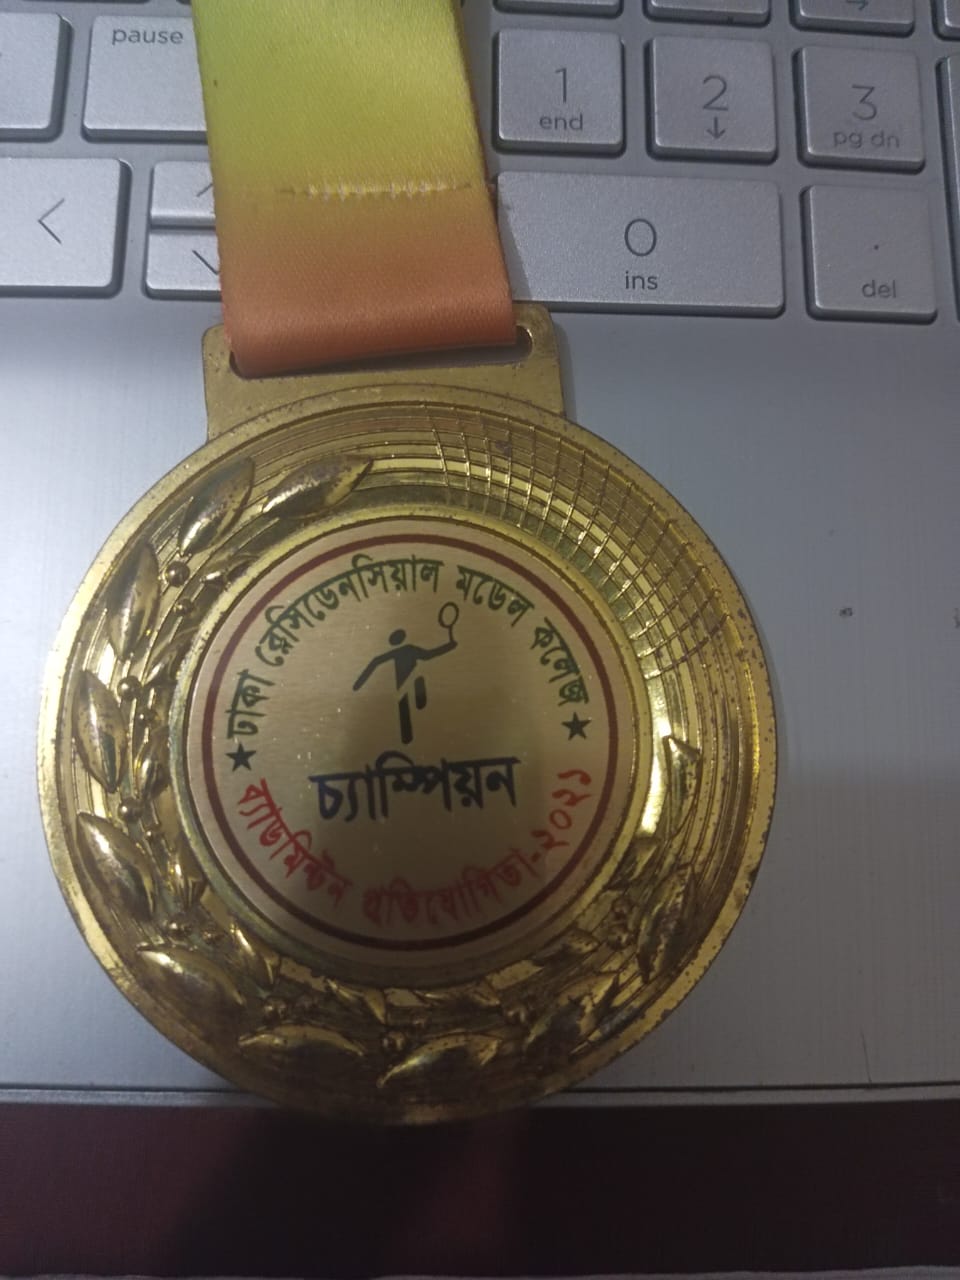 pause
1
end
2
↓
3
pg dn
0
ins
.
del
ঢাকা রেসিডেনসিয়াল মডেল কলেজ
চ্যাম্পিয়ন
ব্যাডমিন্টন প্রতিযোগিতা-২০২১